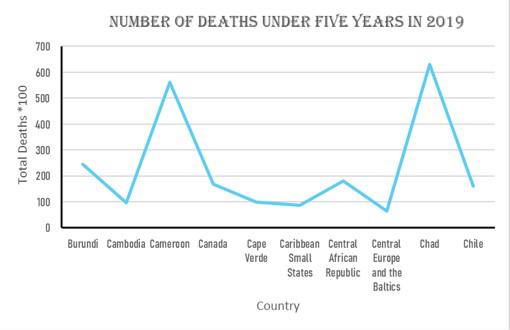 NUMBER OF DEATHS UNDER FIVE YEARS IN 2019
700
600
500
400
300
200
100
0
Total Deaths *100
Burundi Cambodia Cameroon Canada Cape Caribbean Central Central Chad Chile
Verde Small African Europe
States Republic and the
Baltics
Country